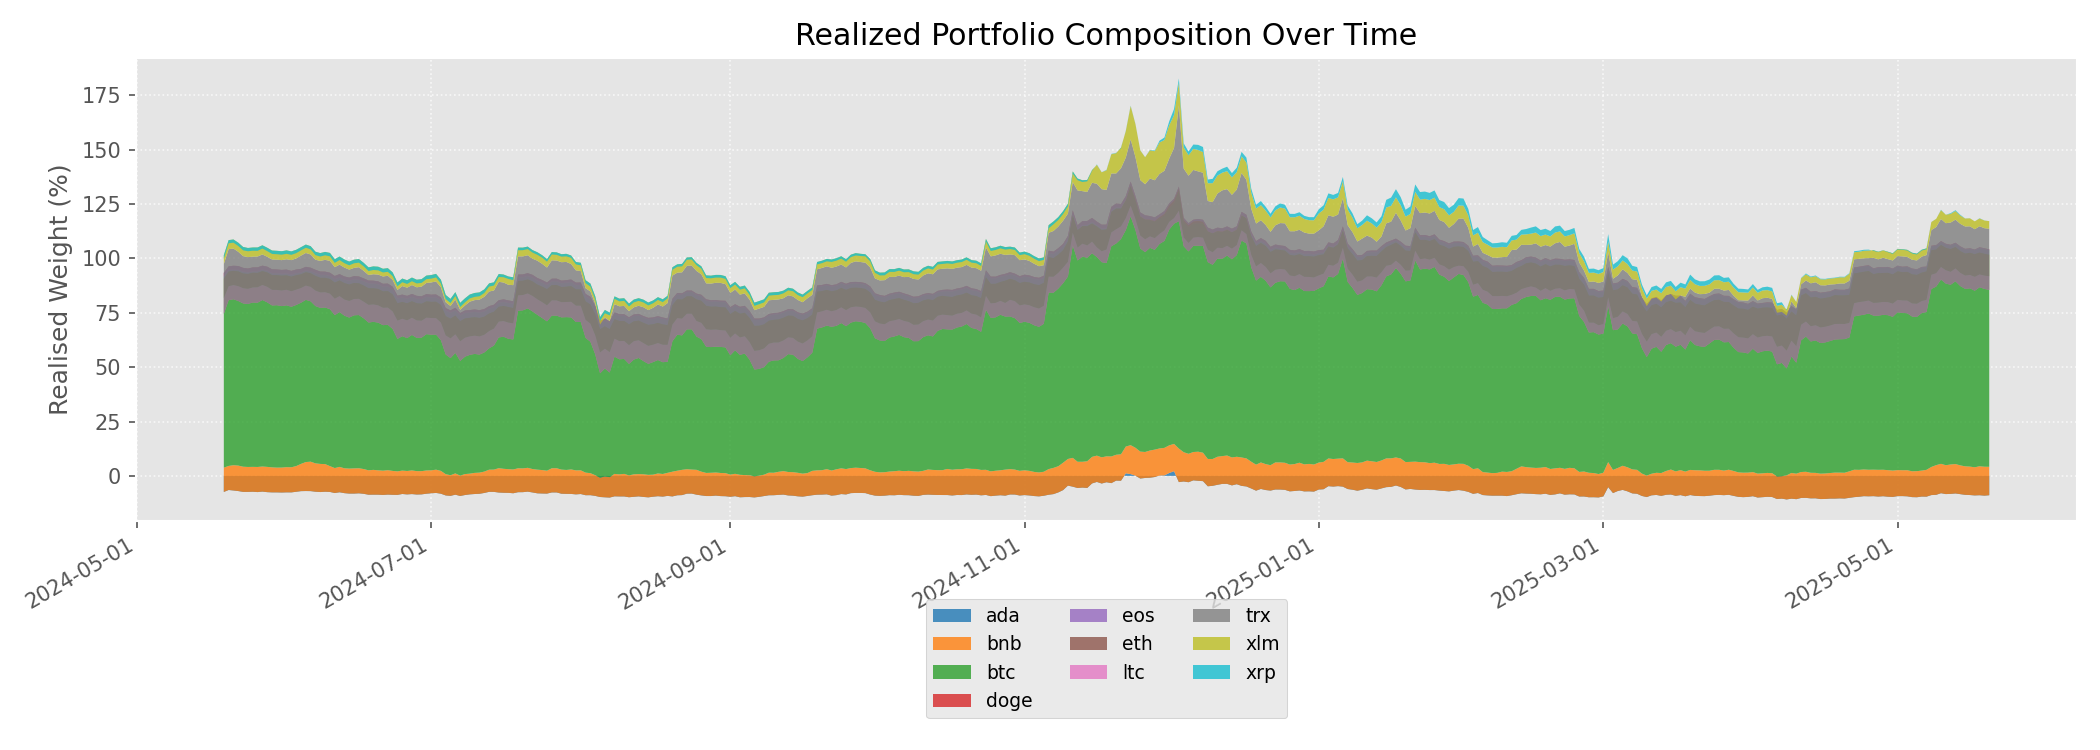 Realized Portfolio Composition Over Time
Realised Weight (%)
175
150
125
100
75
50
25
0
2024-05-01
2024-07-01
2024-09-01
2024-11-01
2025-01-01
2025-03-01
2025-05-01
ada
bnb
btc
doge
eos
eth
ltc
trx
xlm
xrp